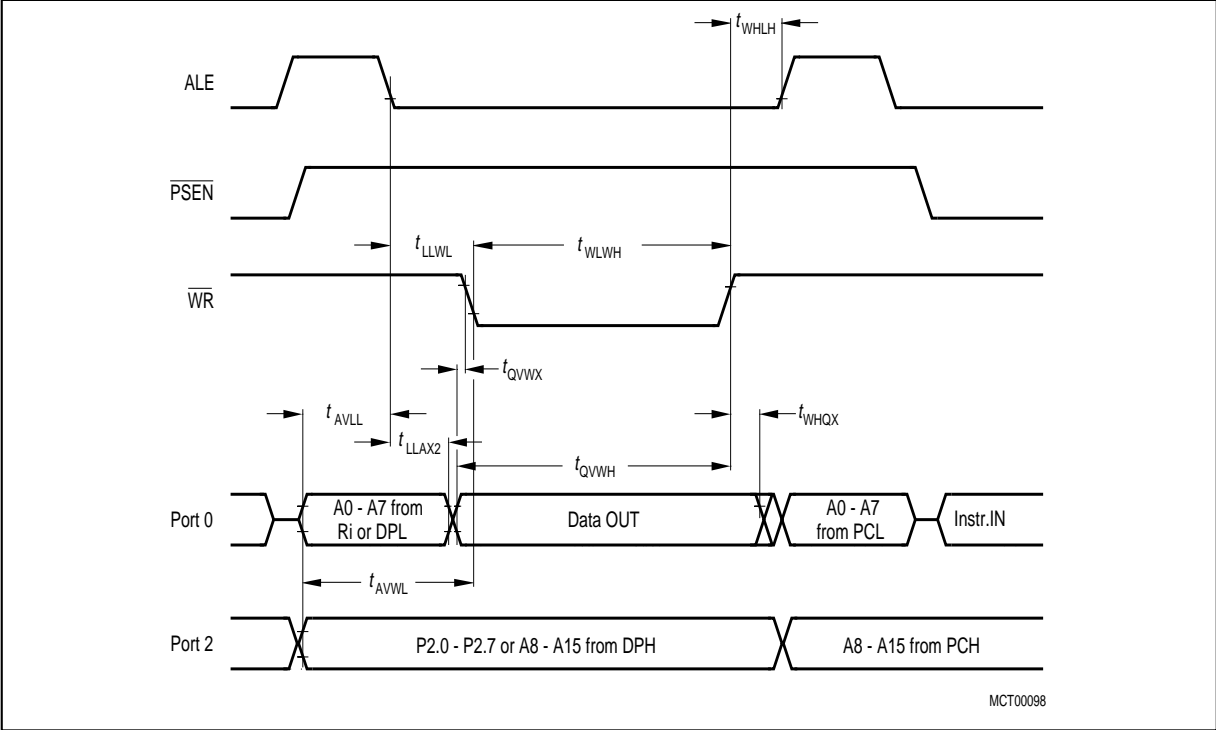 t WHLH
ALE
PSEN
t LLWL
t WLWH
WR
t QVWX
t AVLL
t WHQX
t LLAX2
t QVWH
Port 0
A0 - A7 from
Ri or DPL
Data OUT
A0 - A7
from PCL
Instr.IN
t AVWL
Port 2
P2.0 - P2.7 or A8 - A15 from DPH
A8 - A15 from PCH
MCT00098